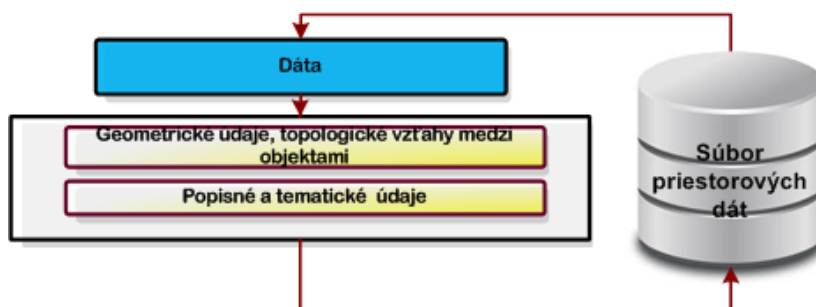 Dáta
Geometrické údaje, topologické vzťahy medzi
objektami
Popisné a tematické údaje
Súbor
priestorových
dát